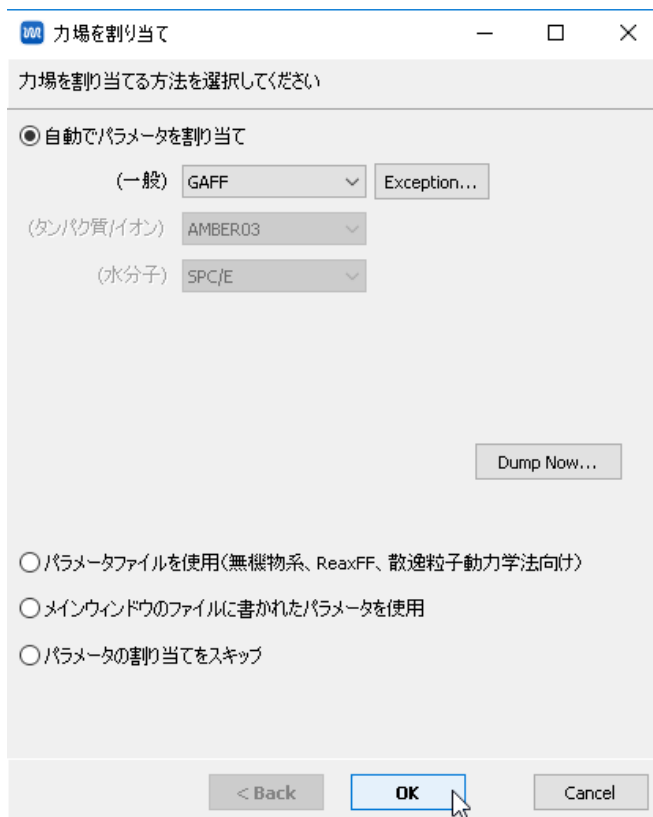 力場を割り当て
力場を割り当てる方法を選択してください
自動でパラメータを割り当て
(一般) GAFF Exception...
(タンパク質/イオン) AMBER03
(水分子) SPC/E
Dump Now...
パラメータファイルを使用(無機物系、ReaxFF、散逸粒子動力学法向け)
メインウィンドウのファイルに書かれたパラメータを使用
パラメータの割り当てをスキップ
< Back OK Cancel